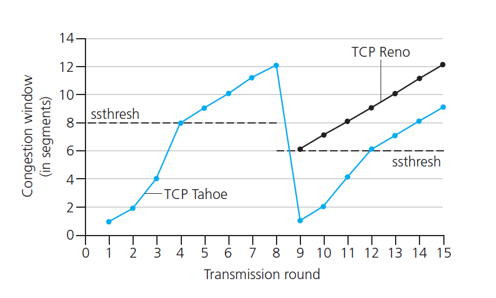 14
12
10
8
6
4
2
0
Congestion window
(in segments)
ssthresh
TCP Reno
TCP Tahoe
ssthresh
0 1 2 3 4 5 6 7 8 9 10 11 12 13 14 15
Transmission round